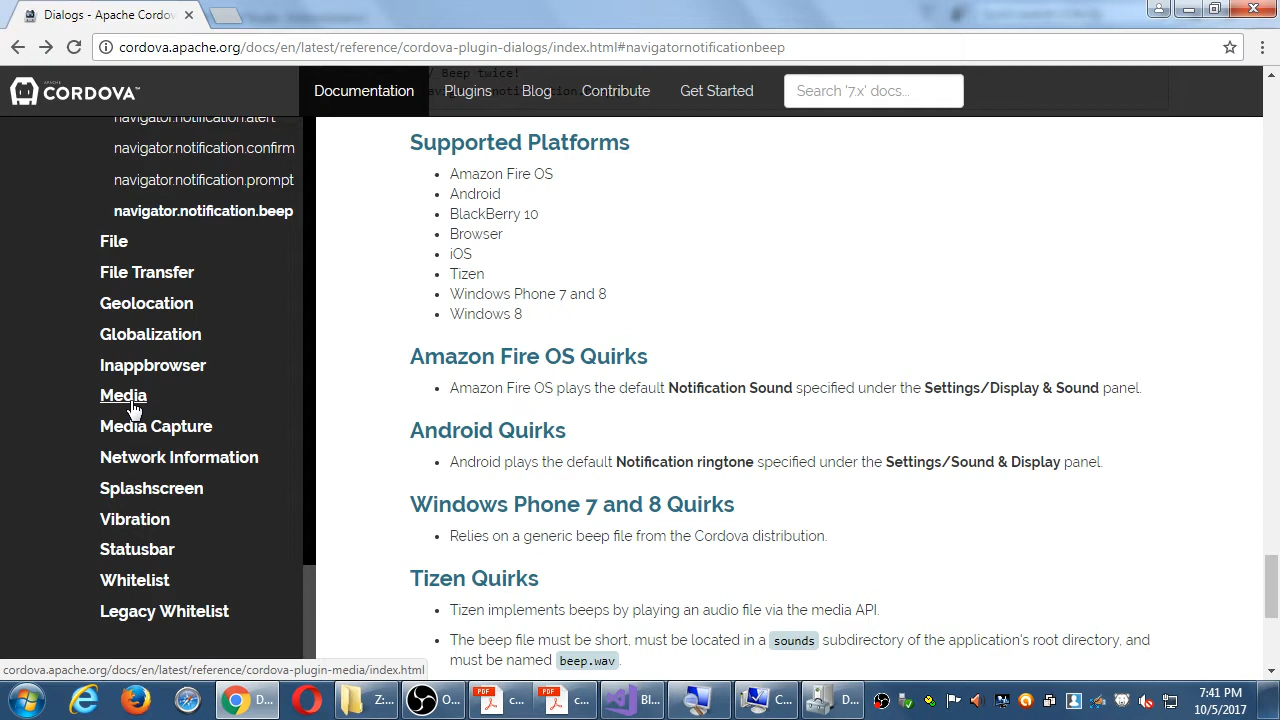 Dialogs - Apache Cordov
cordova.apache.org/docs/en/latest/reference/cordova-plugin-dialogs/index.html#navigatornotificationbeep
/ Beep twice!
APACHE
CORDOVA™
Documentation
Plugins
Blog
Contribute
Get Started
Search '7.x' docs...
navigator.notification.alert
navigator.notification.confirm
navigator.notification.prompt
navigator.notification.beep
File
File Transfer
Geolocation
Globalization
Inappbrowser
Media
Media Capture
Network Information
Splashscreen
Vibration
Statusbar
Whitelist
Legacy Whitelist
Supported Platforms
Amazon Fire OS
Android
BlackBerry 10
Browser
iOS
Tizen
Windows Phone 7 and 8
Windows 8
Amazon Fire OS Quirks
Amazon Fire OS plays the default Notification Sound specified under the Settings/Display & Sound panel.
Android Quirks
Android plays the default Notification ringtone specified under the Settings/Sound & Display panel.
Windows Phone 7 and 8 Quirks
Relies on a generic beep file from the Cordova distribution.
Tizen Quirks
Tizen implements beeps by playing an audio file via the media API.
The beep file must be short, must be located in a sounds subdirectory of the application's root directory, and
must be named beep.wav.
cordova.apache.org/docs/en/latest/reference/cordova-plugin-media/index.html
D...
Z:...
O...
PDF
c...
PDF
c...
Bl...
C...
D...
7:41 PM
10/5/2017